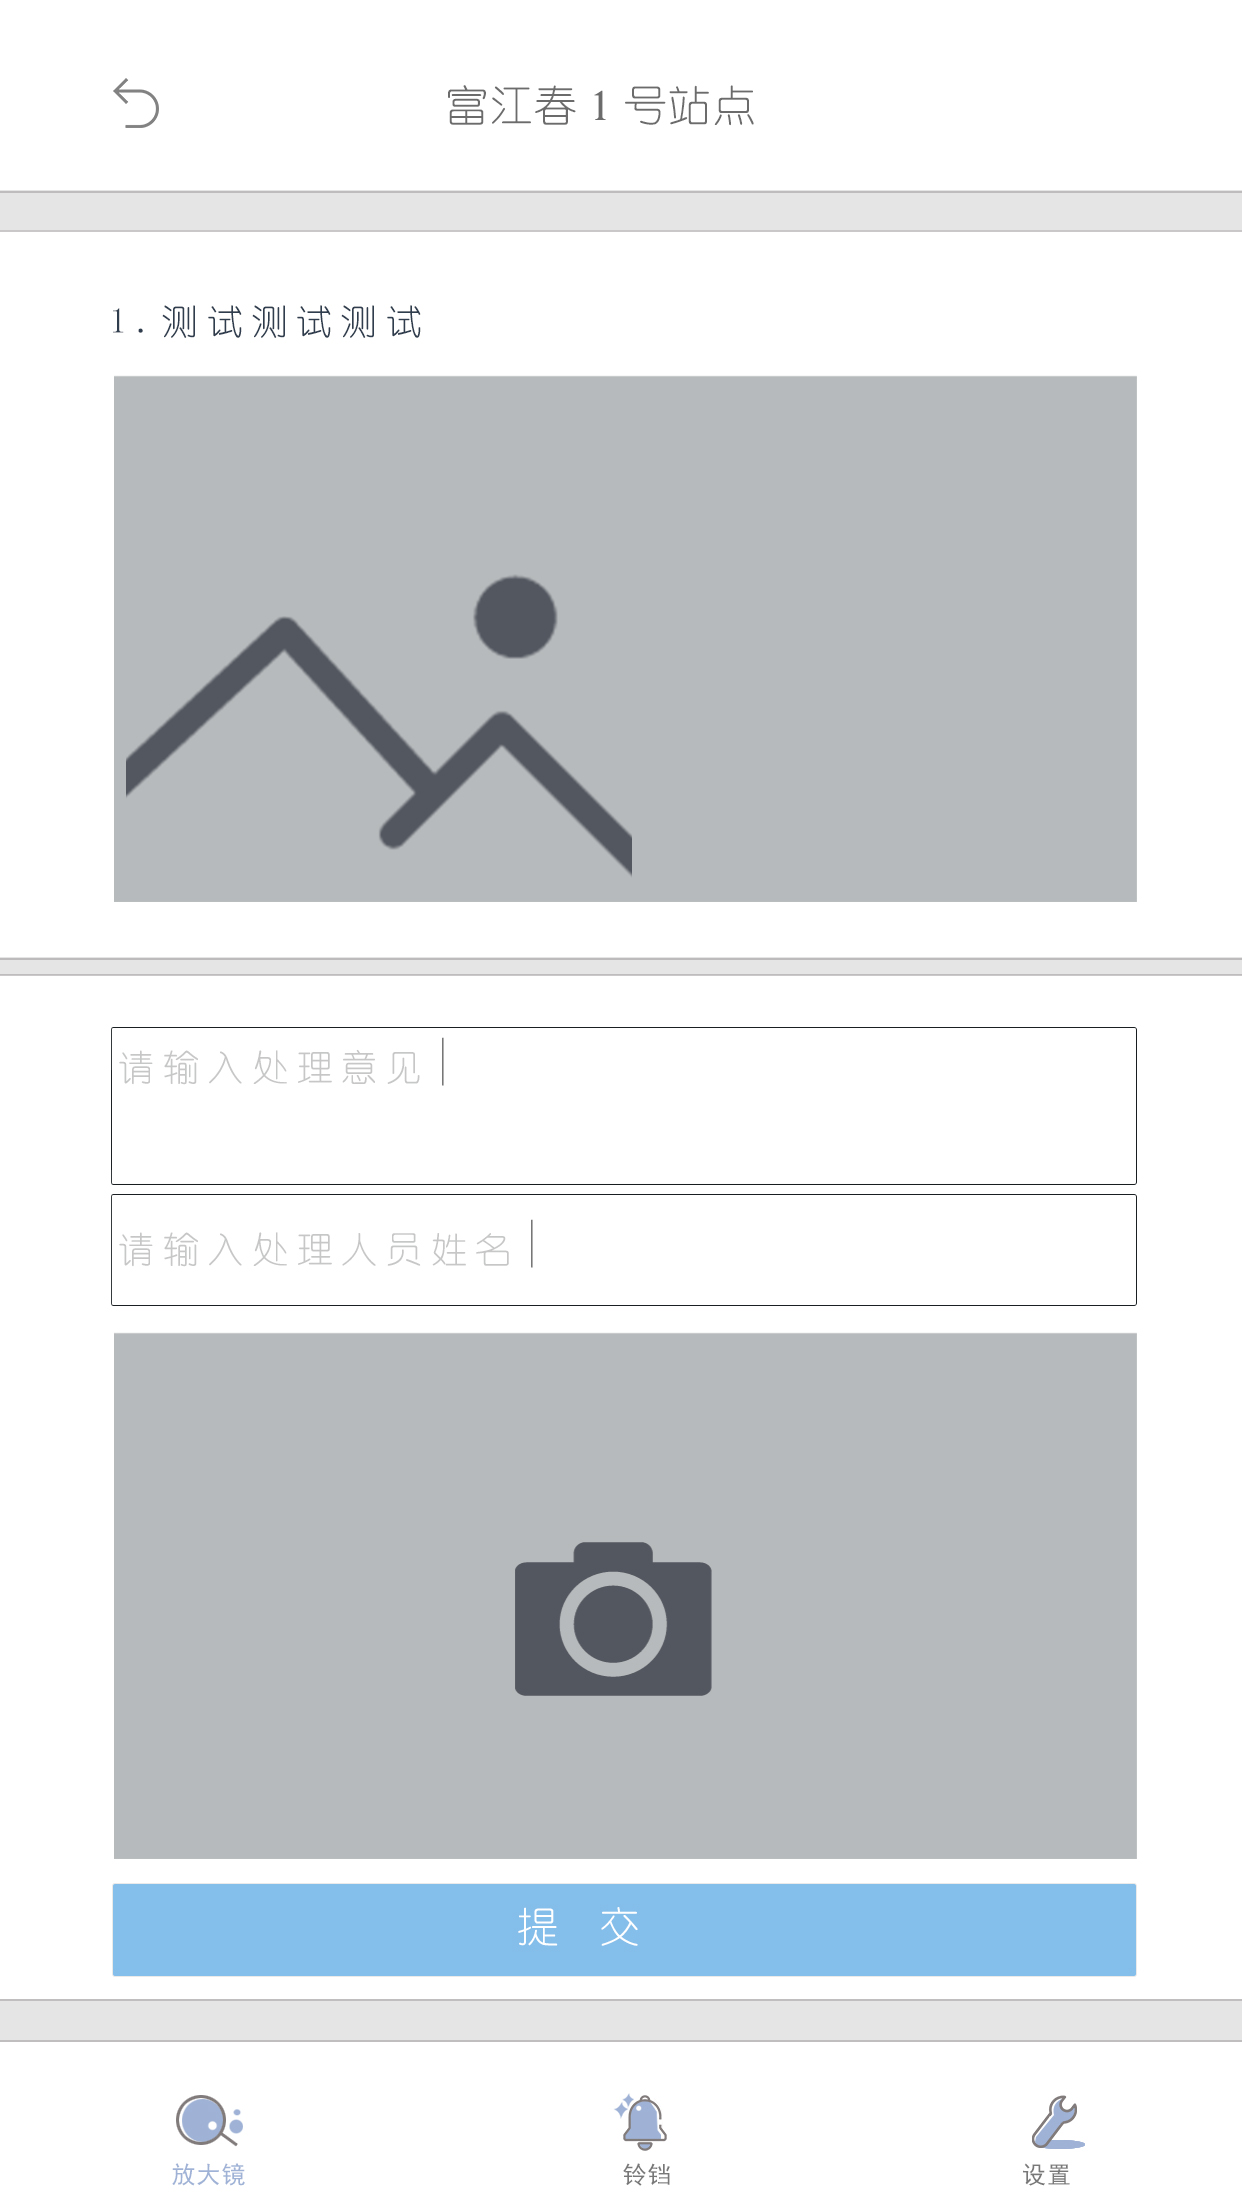 富江春 1 号站点
1. 测试测试测试
请输入处理意见
请输入处理人员姓名
提 交
放大镜 铃铛 设置